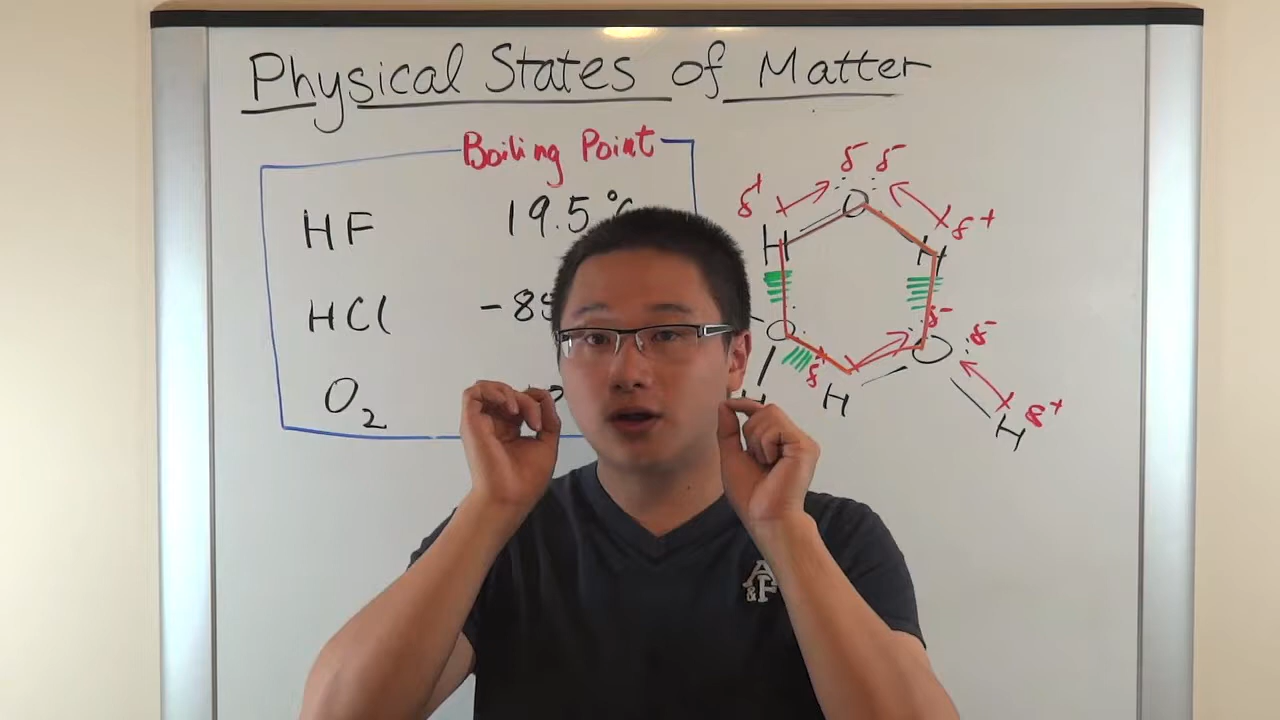 Physical States of Matter
Boiling Point
HF 19.5°C
HCl -85
O₂
δ⁺ δ⁻ δ⁻ δ⁺
H O H
δ⁻ δ⁻
O O
δ⁺
H H
δ⁺
H
A
&F